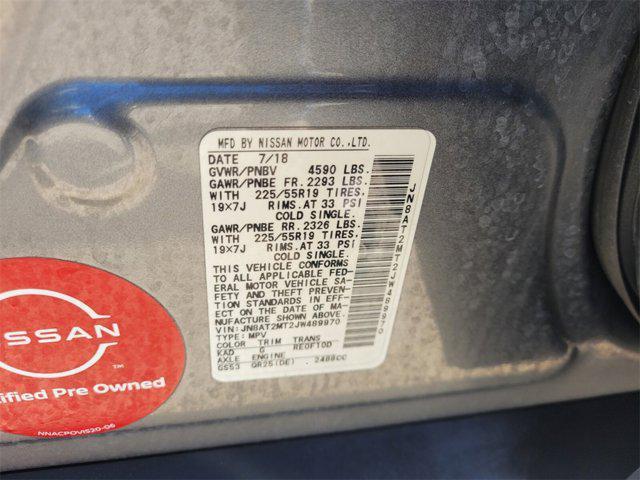 MFD BY NISSAN MOTOR CO.,LTD.
DATE 7/18
GVWR/PNBV 4590 LBS.
GAWR/PNBE FR. 2293 LBS.
WITH 225/55R19 TIRES.
19×7J RIMS.AT 33 PSI
COLD SINGLE.
GAWR/PNBE RR. 2326 LBS.
WITH 225/55R19 TIRES.
19×7J RIMS.AT 33 PSI
COLD SINGLE.
THIS VEHICLE CONFORMS
TO ALL APPLICABLE FED-
ERAL MOTOR VEHICLE SA-
FETY AND THEFT PREVEN-
TION STANDARDS IN EFF-
ECT ON THE DATE OF MA-
NUFACTURE SHOWN ABOVE.
VIN: JN8AT2MT2JW489970
TYPE: MPV
COLOR TRIM TRANS
KAD G RE0F10D
AXLE ENGINE
GS53 QR25(DE) 2488CC
JN8AT2MT2JW489970
ISSAN
™
tified Pre Owned
NNACPOVIS20-06